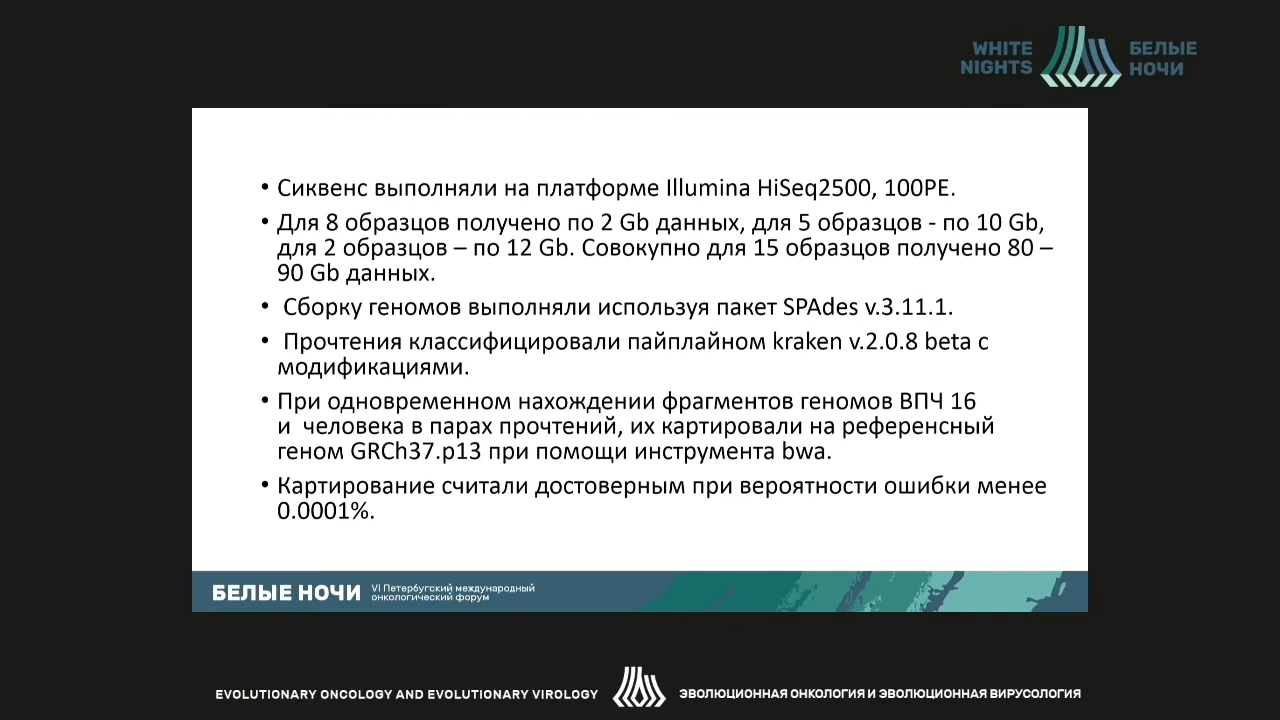 WHITE
NIGHTS
БЕЛЫЕ
НОЧИ
• Сиквенс выполняли на платформе Illumina HiSeq2500, 100PE.
• Для 8 образцов получено по 2 Gb данных, для 5 образцов - по 10 Gb,
для 2 образцов – по 12 Gb. Совокупно для 15 образцов получено 80 –
90 Gb данных.
• Сборку геномов выполняли используя пакет SPAdes v.3.11.1.
• Прочтения классифицировали пайплайном kraken v.2.0.8 beta с
модификациями.
• При одновременном нахождении фрагментов геномов ВПЧ 16
и человека в парах прочтений, их картировали на референсный
геном GRCh37.p13 при помощи инструмента bwa.
• Картирование считали достоверным при вероятности ошибки менее
0.0001%.
БЕЛЫЕ НОЧИ
VI Петербугский международный
онкологический форум
EVOLUTIONARY ONCOLOGY AND EVOLUTIONARY VIROLOGY
ЭВОЛЮЦИОННАЯ ОНКОЛОГИЯ И ЭВОЛЮЦИОННАЯ ВИРУСОЛОГИЯ